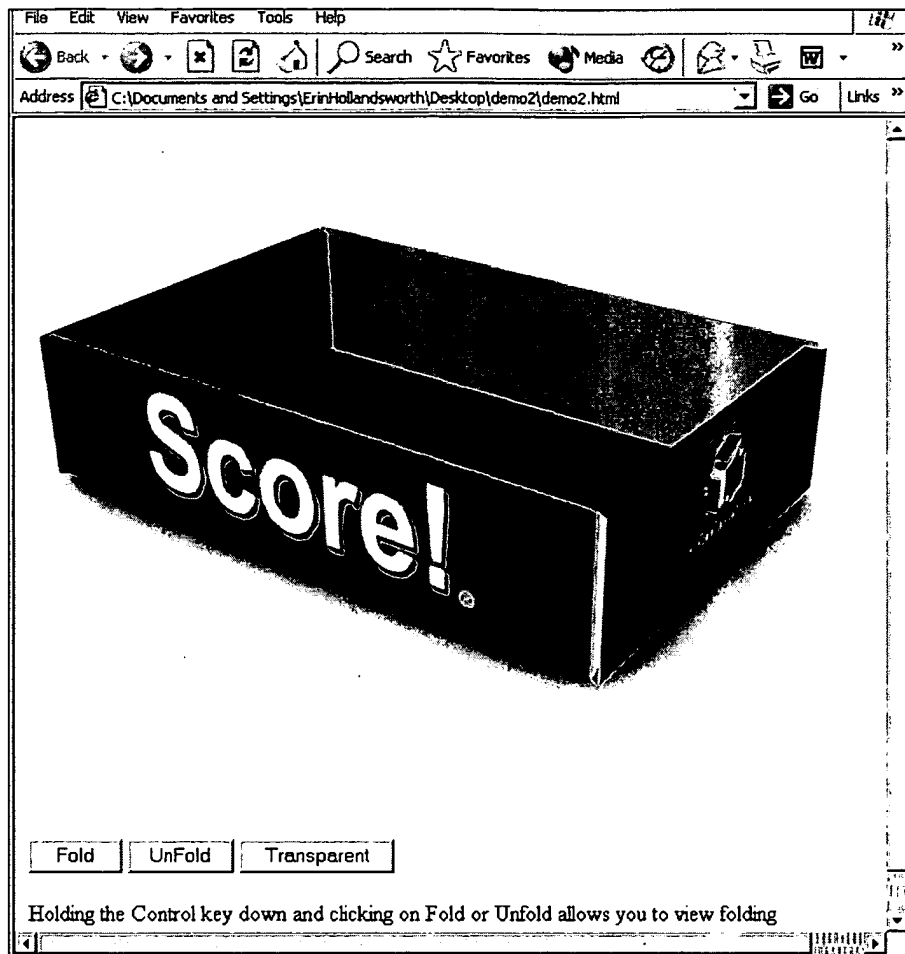 File Edit View Favorites Tools Help
Back Search Favorites Media W »
Address C:\Documents and Settings\ErinHollandsworth\Desktop\demo2\demo2.html Go Links »
Score!®
Fold UnFold Transparent
Holding the Control key down and clicking on Fold or Unfold allows you to view folding